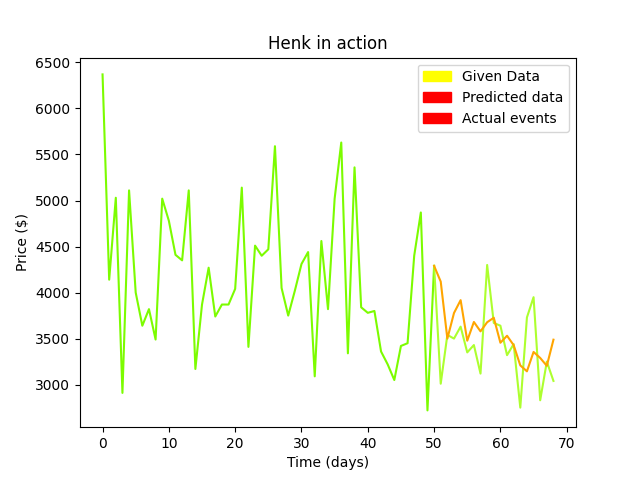 Henk in action
Given Data
Predicted data
Actual events
Price ($)
6500
6000
5500
5000
4500
4000
3500
3000
0 10 20 30 40 50 60 70
Time (days)